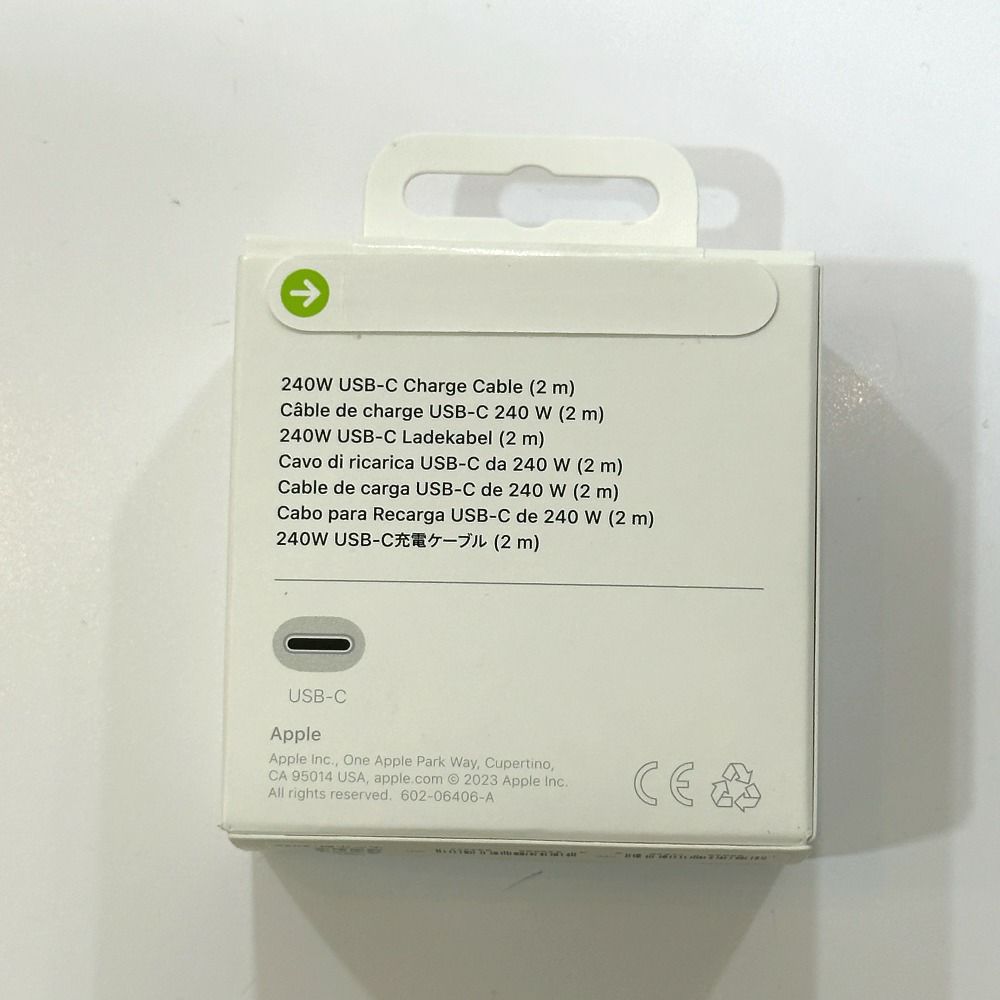 240W USB-C Charge Cable (2 m)
Câble de charge USB-C 240 W (2 m)
240W USB-C Ladekabel (2 m)
Cavo di ricarica USB-C da 240 W (2 m)
Cable de carga USB-C de 240 W (2 m)
Cabo para Recarga USB-C de 240 W (2 m)
240W USB-C充電ケーブル (2 m)
USB-C
Apple
Apple Inc., One Apple Park Way, Cupertino,
CA 95014 USA, apple.com © 2023 Apple Inc.
All rights reserved. 602-06406-A
CE